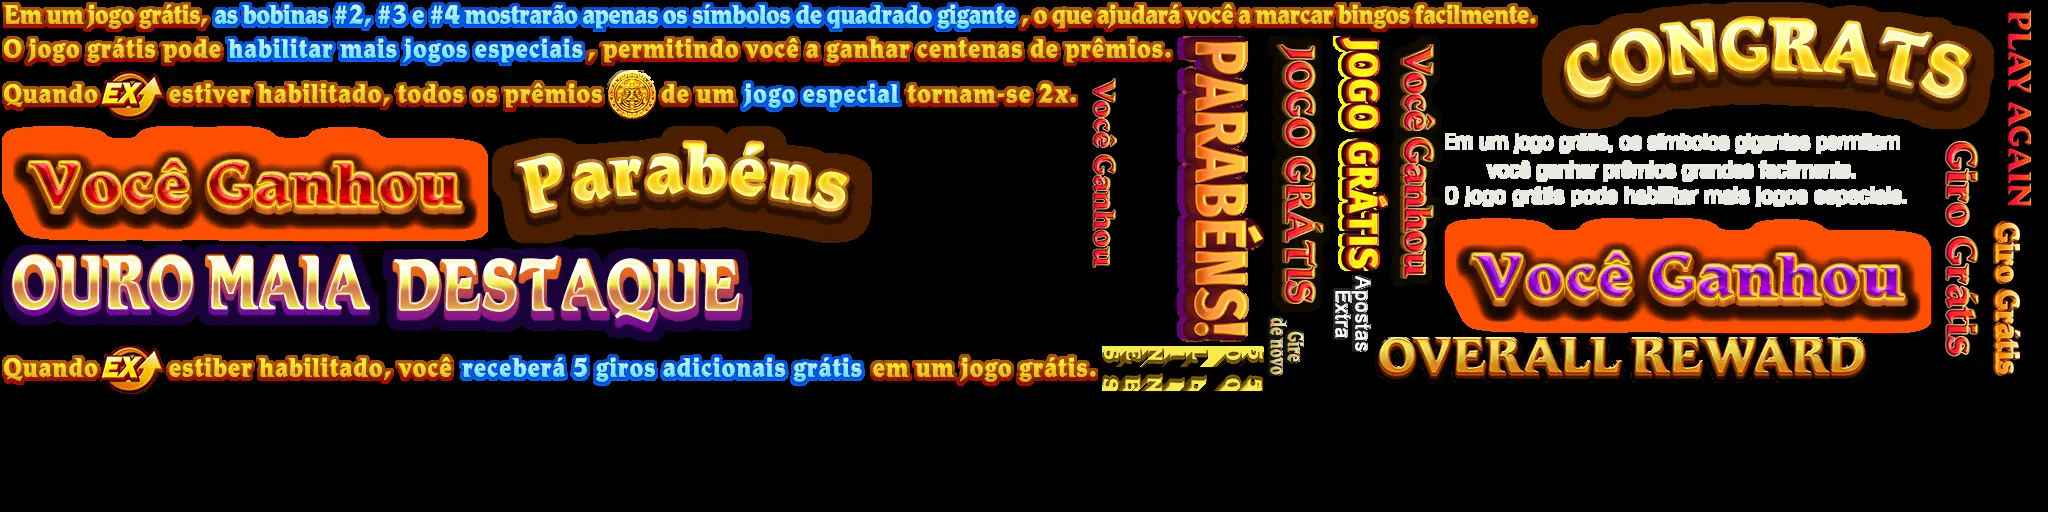 Em um jogo grátis, as bobinas #2, #3 e #4 mostrarão apenas os símbolos de quadrado gigante, o que ajudará você a marcar bingos facilmente.
O jogo grátis pode habilitar mais jogos especiais, permitindo você a ganhar centenas de prêmios.
Quando EX estiver habilitado, todos os prêmios de um jogo especial tornam-se 2x.
Você Ganhou
Parabéns
OURO MAIA
DESTAQUE
Quando EX estiber habilitado, você receberá 5 giros adicionais grátis em um jogo grátis.
Você Ganhou
PARABÉNS!
JOGO GRÁTIS
Gire
de novo
JOGO GRÁTIS
Apostas
Extra
Você Ganhou
CONGRATS
Em um jogo grátis, os símbolos gigantes permitem
você ganhar prêmios grandes facilmente.
O jogo grátis pode habilitar mais jogos especiais.
Você Ganhou
OVERALL REWARD
Giro Grátis
PLAY AGAIN
Giro Grátis